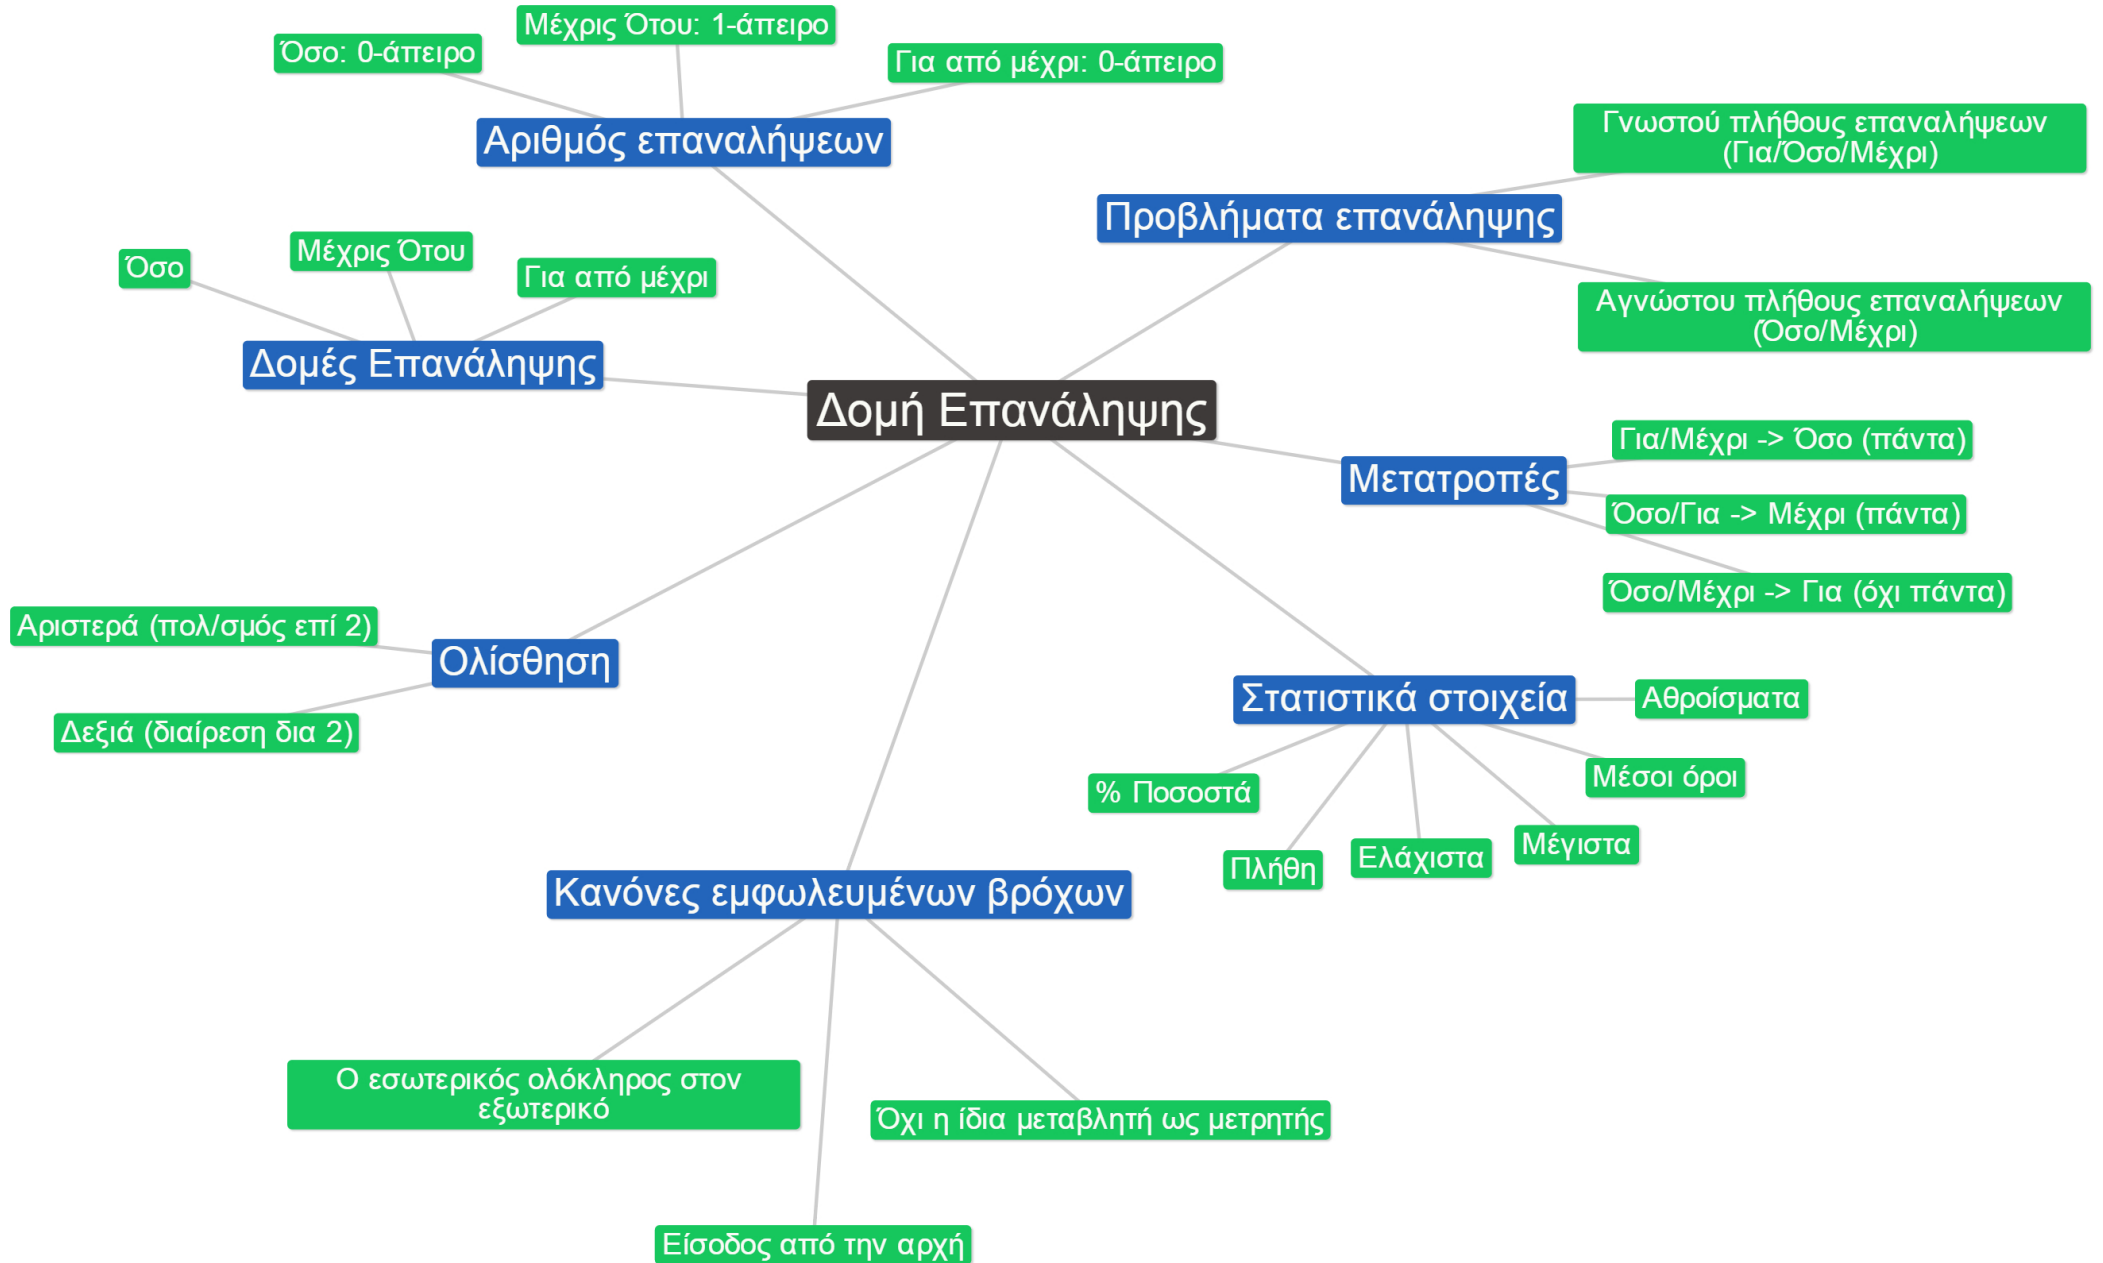 Μέχρις Ότου: 1-άπειρο
Όσο: 0-άπειρο
Για από μέχρι: 0-άπειρο
Αριθμός επαναλήψεων
Γνωστού πλήθους επαναλήψεων
(Για/Όσο/Μέχρι)
Προβλήματα επανάληψης
Αγνώστου πλήθους επαναλήψεων
(Όσο/Μέχρι)
Όσο
Μέχρις Ότου
Για από μέχρι
Δομές Επανάληψης
Δομή Επανάληψης
Για/Μέχρι -> Όσο (πάντα)
Μετατροπές
Όσο/Για -> Μέχρι (πάντα)
Όσο/Μέχρι -> Για (όχι πάντα)
Αριστερά (πολ/σμός επί 2)
Ολίσθηση
Δεξιά (διαίρεση δια 2)
Στατιστικά στοιχεία
Αθροίσματα
Μέσοι όροι
Μέγιστα
Ελάχιστα
Πλήθη
% Ποσοστά
Κανόνες εμφωλευμένων βρόχων
Ο εσωτερικός ολόκληρος στον
εξωτερικό
Όχι η ίδια μεταβλητή ως μετρητής
Είσοδος από την αρχή